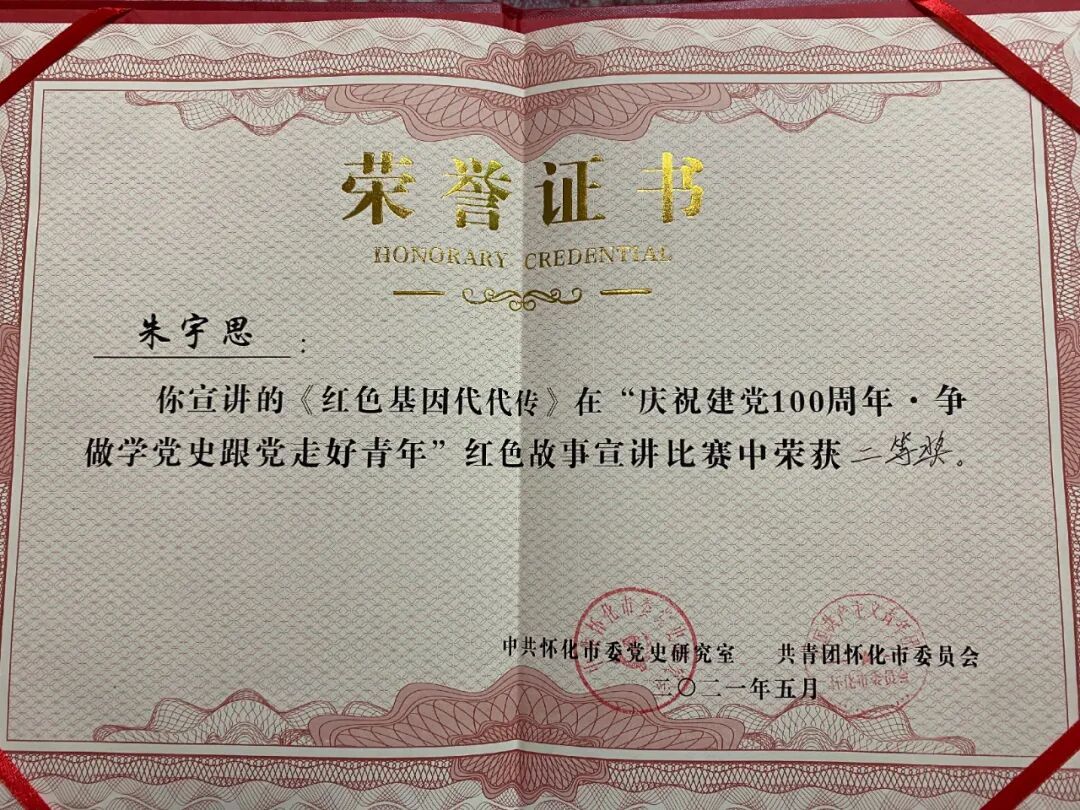 荣誉证书
HONORARY CREDENTIAL
朱宇思：
你宣讲的《红色基因代代传》在“庆祝建党100周年·争
做学党史跟党走好青年”红色故事宣讲比赛中荣获二等奖。
中共怀化市委党史研究室 共青团怀化市委员会
二〇二一年五月